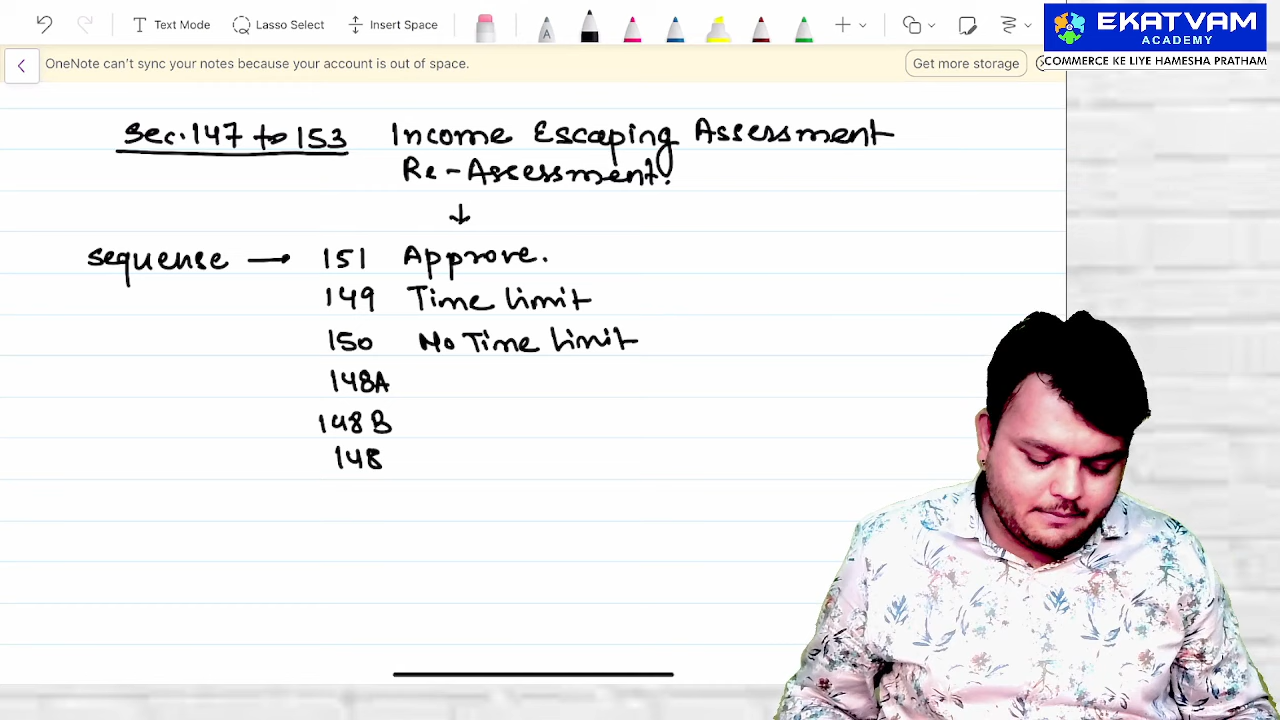 Text Mode Lasso Select Insert Space
EKATVAM
ACADEMY
COMMERCE KE LIYE HAMESHA PRATHAM
OneNote can't sync your notes because your account is out of space. Get more storage
Sec.147 to 153 Income Escaping Assessment
Re-Assessment.
sequense → 151 Approve.
149 Time limit
150 No Time Limit
148A
148B
148